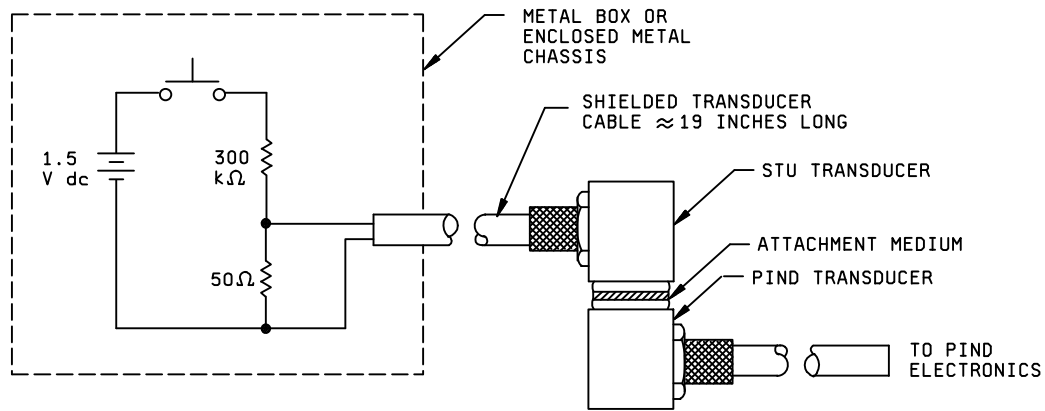 METAL BOX OR
ENCLOSED METAL
CHASSIS
SHIELDED TRANSDUCER
CABLE ≈19 INCHES LONG
1.5
V dc
300
kΩ
50Ω
STU TRANSDUCER
ATTACHMENT MEDIUM
PIND TRANSDUCER
TO PIND
ELECTRONICS